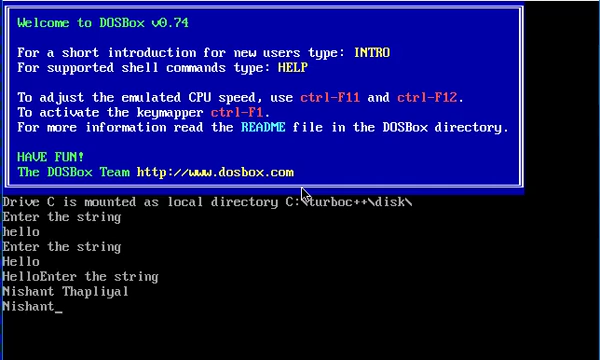 Welcome to DOSBox v0.74
For a short introduction for new users type: INTRO
For supported shell commands type: HELP
To adjust the emulated CPU speed, use ctrl-F11 and ctrl-F12.
To activate the keymapper ctrl-F1.
For more information read the README file in the DOSBox directory.
HAVE FUN!
The DOSBox Team http://www.dosbox.com
Drive C is mounted as local directory C:\turboc++\disk\
Enter the string
hello
Enter the string
Hello
HelloEnter the string
Nishant Thapliyal
Nishant_